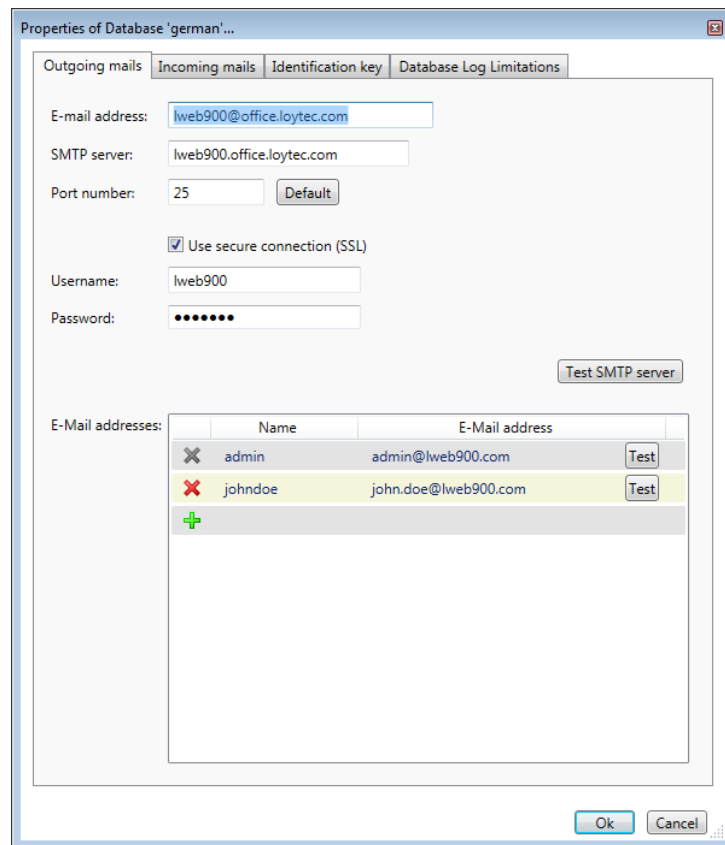 Properties of Database 'german'...
Outgoing mails Incoming mails Identification key Database Log Limitations
E-mail address: lweb900@office.loytec.com
SMTP server: lweb900.office.loytec.com
Port number: 25 Default
Use secure connection (SSL)
Username: lweb900
Password: •••••••
Test SMTP server
E-Mail addresses: Name E-Mail address
admin admin@lweb900.com Test
johndoe john.doe@lweb900.com Test
Ok Cancel